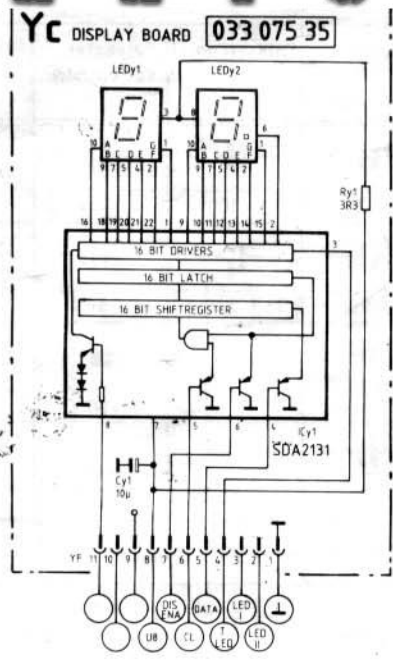 Yc DISPLAY BOARD 033 075 35
LEDy1 LEDy2
3 8
10 A B C D E F G
10 A B C D E F G 6
9 7 5 4 2 1 9 7 5 4 2 1
Ry1
3R3
16 18 19 20 21 22 17 9 10 11 12 13 14 15 2
3
16 BIT DRIVERS
16 BIT LATCH
16 BIT SHIFTREGISTER
8 7 5 6 4
ICy1
SDA2131
Cy1
10µ
YF 11 10 9 8 7 6 5 4 3 2 1
DIS ENA DATA LED I
UB CL T LED LED II